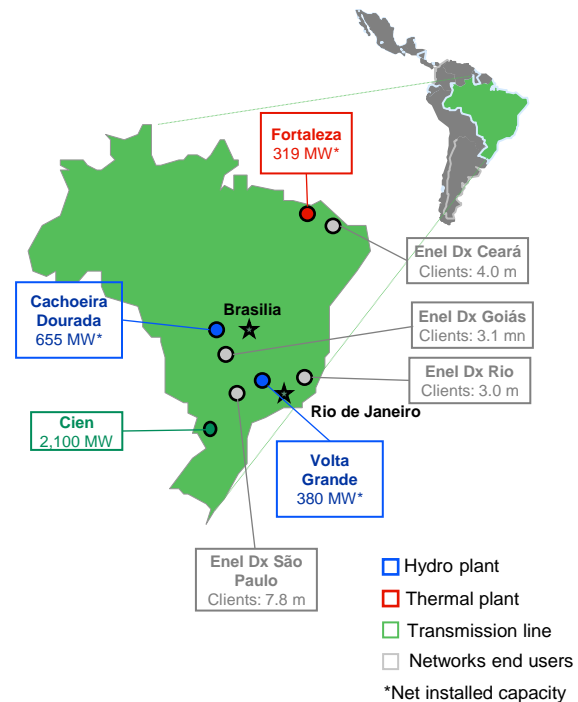 Fortaleza
319 MW*
Enel Dx Ceará
Clients: 4.0 m
Cachoeira
Dourada
655 MW*
Brasilia
Enel Dx Goiás
Clients: 3.1 mn
Enel Dx Rio
Clients: 3.0 m
Rio de Janeiro
Cien
2,100 MW
Volta
Grande
380 MW*
Enel Dx São
Paulo
Clients: 7.8 m
Hydro plant
Thermal plant
Transmission line
Networks end users
*Net installed capacity